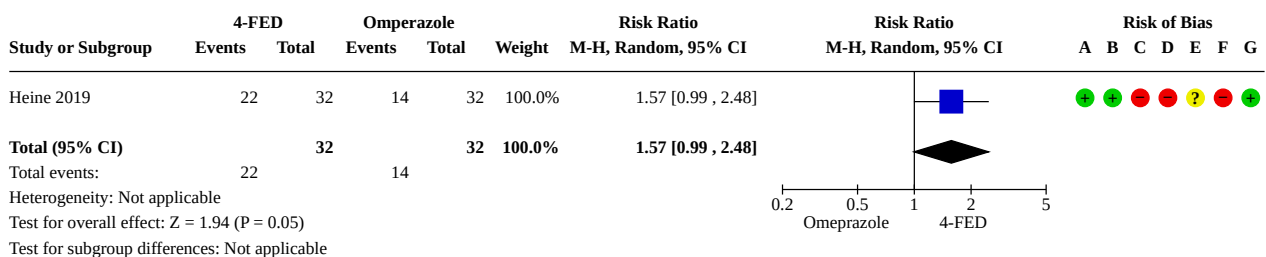 4-FED Omperazole Risk Ratio Risk Ratio Risk of Bias
Study or Subgroup Events Total Events Total Weight M-H, Random, 95% CI M-H, Random, 95% CI A B C D E F G
Heine 2019 22 32 14 32 100.0% 1.57 [0.99 , 2.48] + + − − ? − +
Total (95% CI) 32 32 100.0% 1.57 [0.99 , 2.48]
Total events: 22 14
Heterogeneity: Not applicable
0.2 0.5 1 2 5
Test for overall effect: Z = 1.94 (P = 0.05) Omeprazole 4-FED
Test for subgroup differences: Not applicable